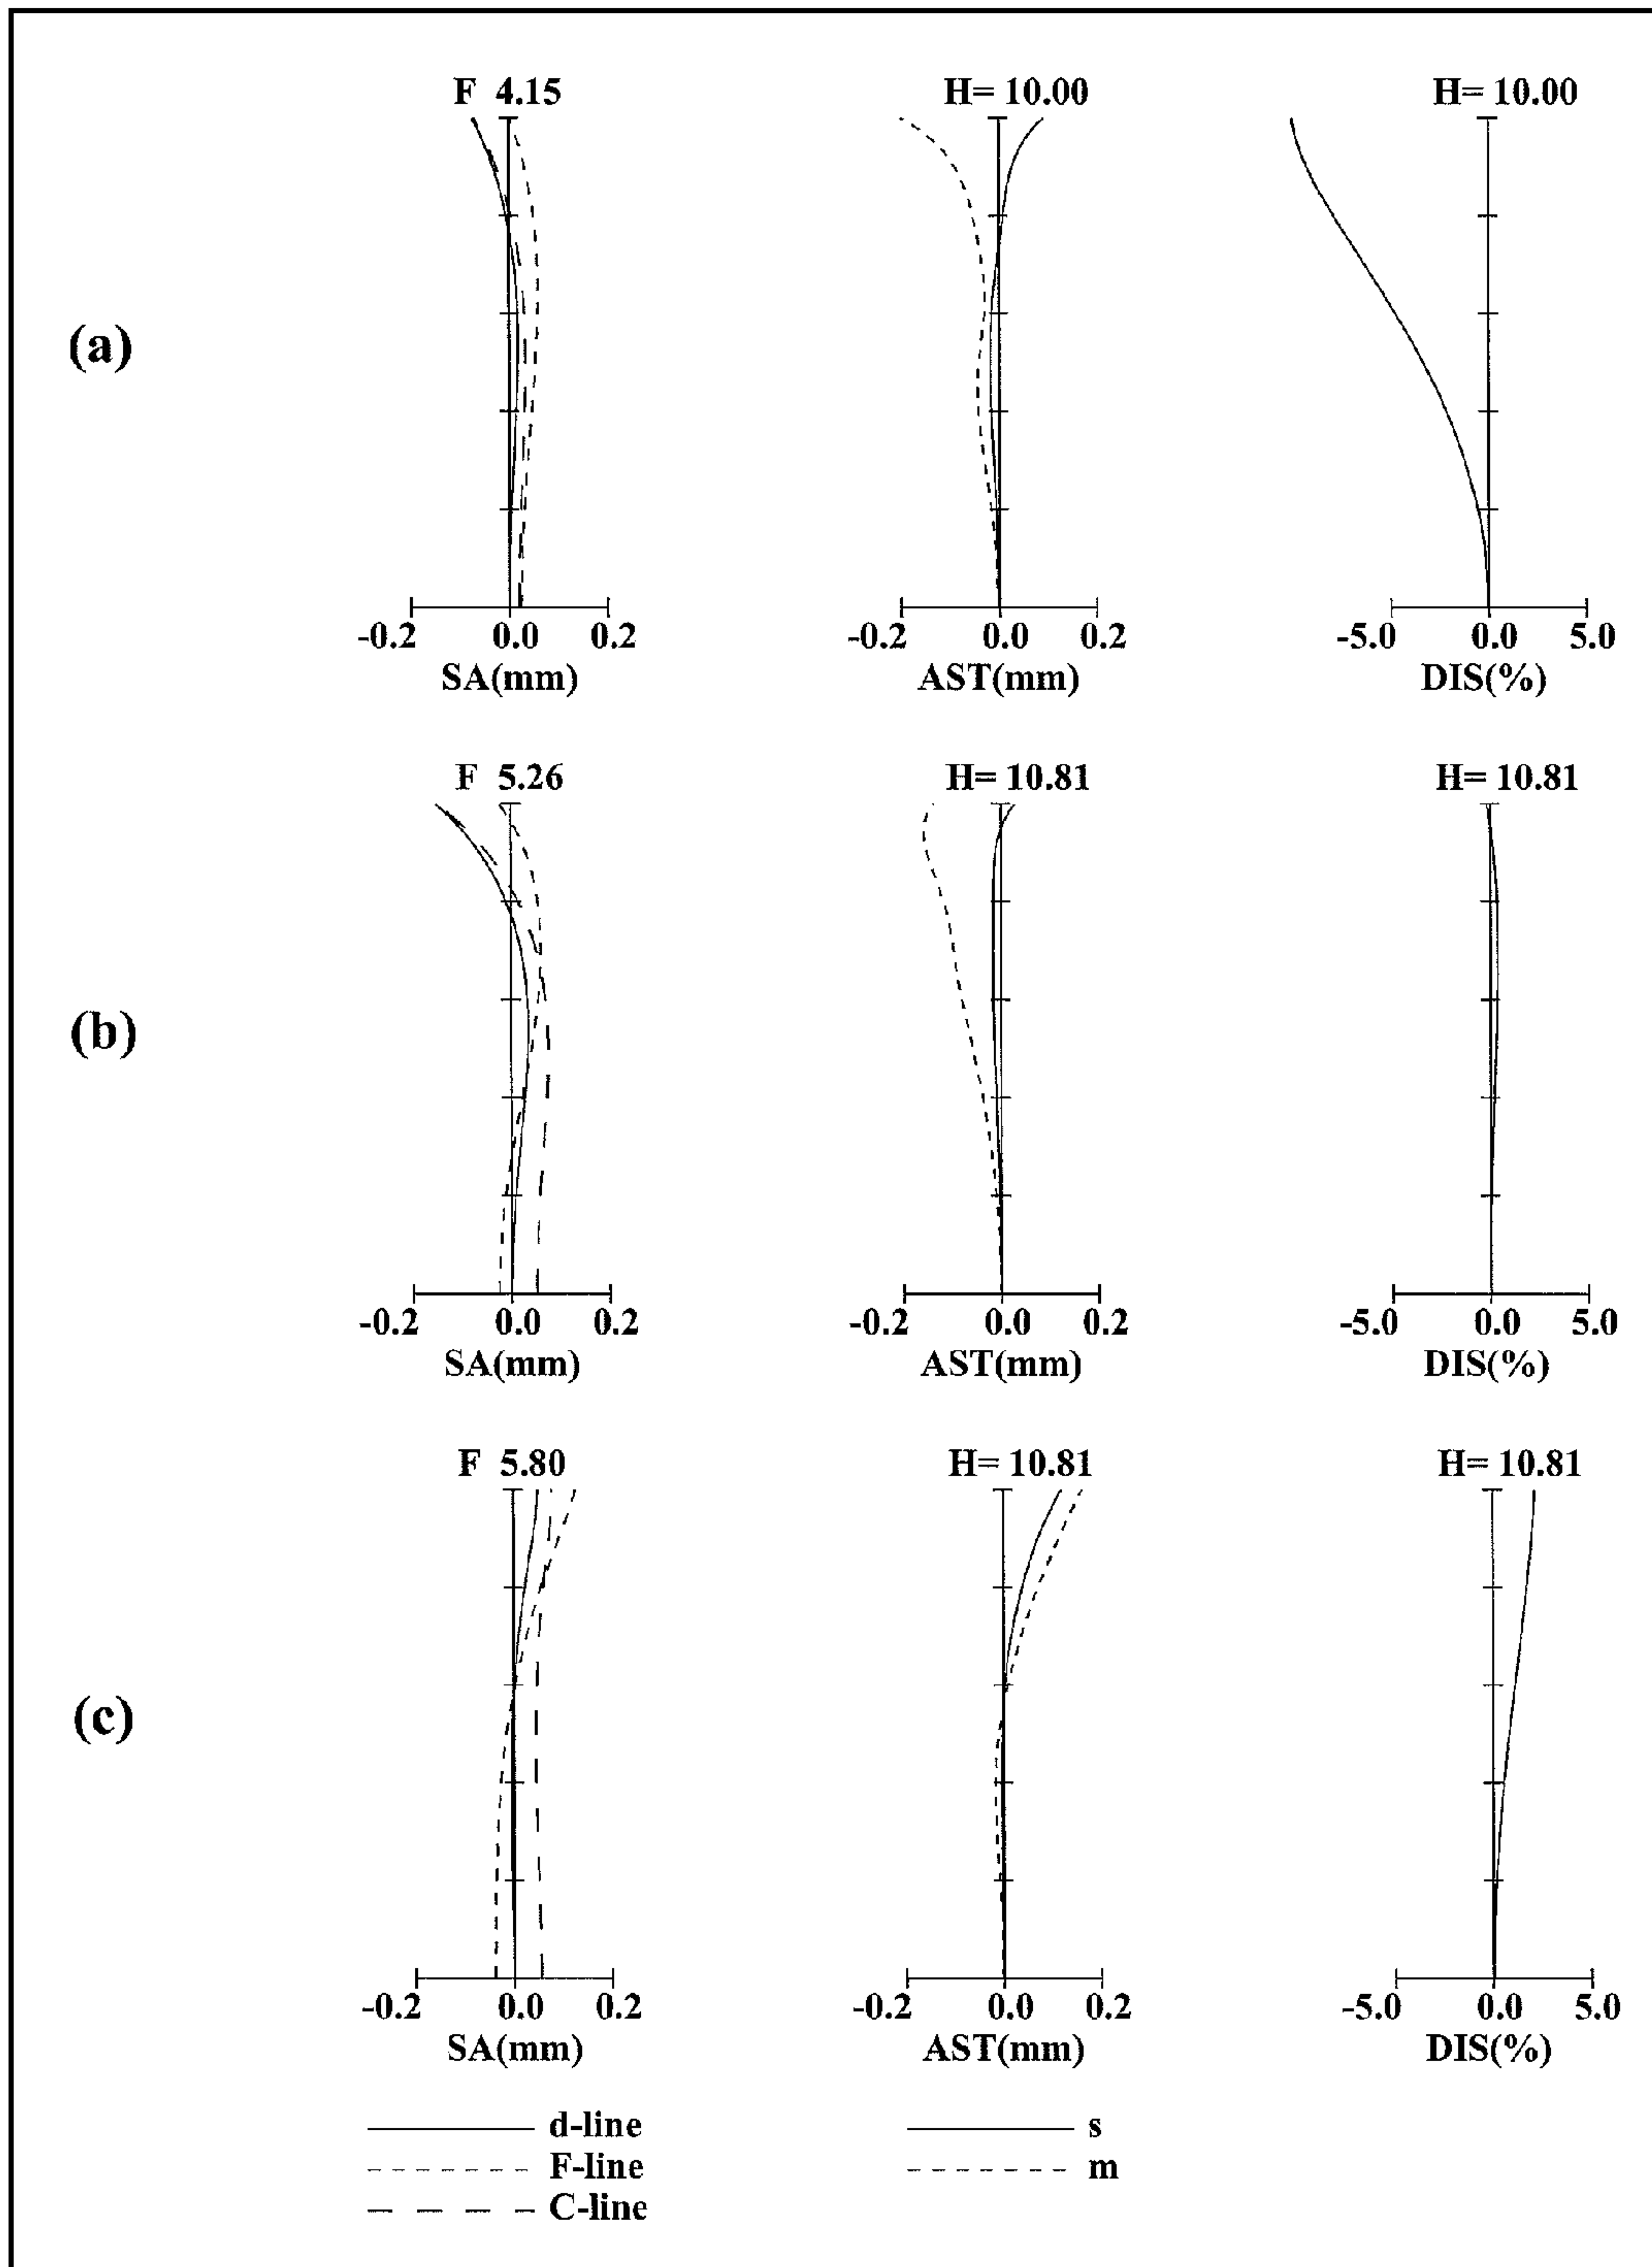 F 4.15 H= 10.00 H= 10.00
(a)
-0.2 0.0 0.2 -0.2 0.0 0.2 -5.0 0.0 5.0
SA(mm) AST(mm) DIS(%)
F 5.26 H= 10.81 H= 10.81
(b)
-0.2 0.0 0.2 -0.2 0.0 0.2 -5.0 0.0 5.0
SA(mm) AST(mm) DIS(%)
F 5.80 H= 10.81 H= 10.81
(c)
-0.2 0.0 0.2 -0.2 0.0 0.2 -5.0 0.0 5.0
SA(mm) AST(mm) DIS(%)
d-line s
F-line m
C-line